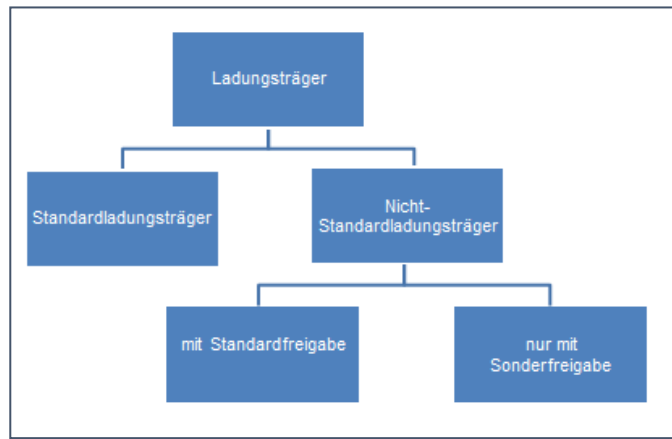 Ladungsträger
Standardladungsträger
Nicht-
Standardladungsträger
mit Standardfreigabe
nur mit
Sonderfreigabe